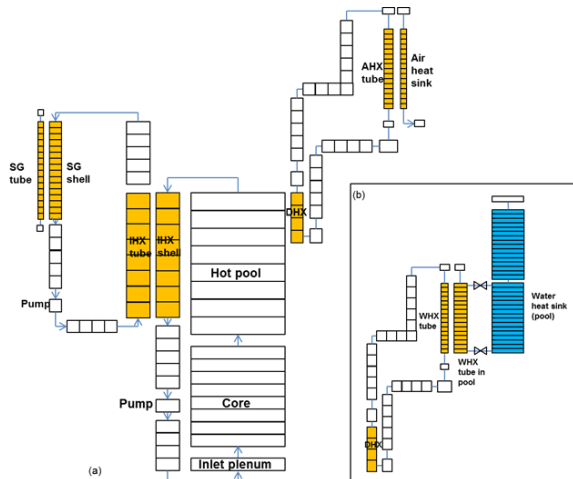 AHX
tube
Air
heat
sink
SG
tube
SG
shell
IHX
tube
IHX
shell
DHX
Hot pool
Pump
Pump
Core
Inlet plenum
(a)
(b)
WHX
tube
WHX
tube in
pool
Water
heat sink
(pool)
DHX